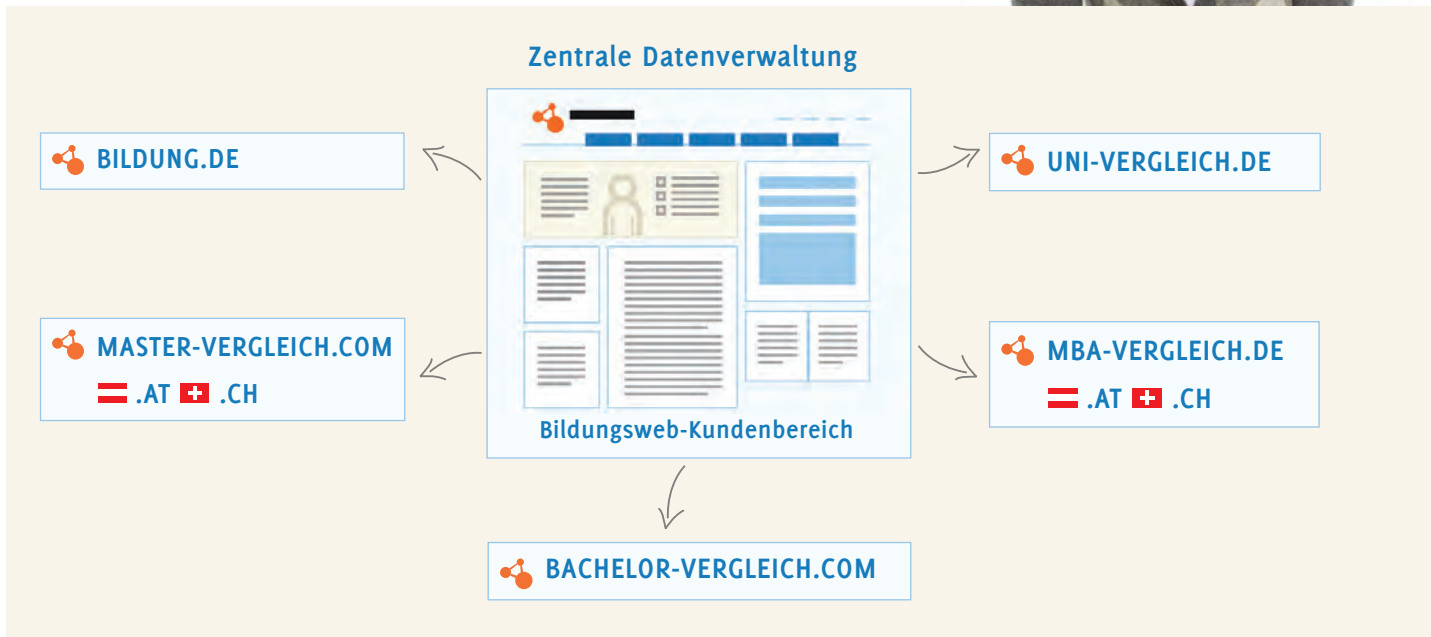 Zentrale Datenverwaltung
BILDUNG.DE
UNI-VERGLEICH.DE
MASTER-VERGLEICH.COM
.AT .CH
MBA-VERGLEICH.DE
.AT .CH
Bildungsweb-Kundenbereich
BACHELOR-VERGLEICH.COM